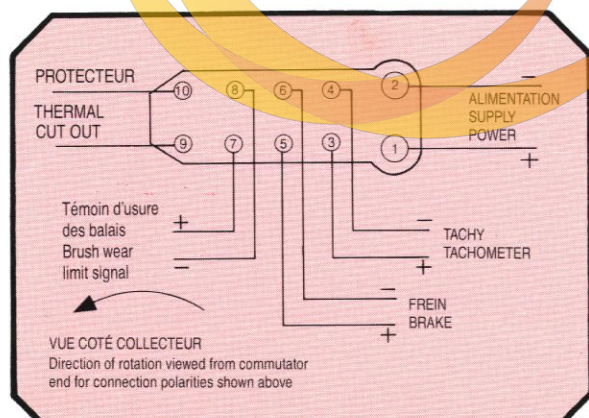 PROTECTEUR
THERMAL
CUT OUT
10
8
6
4
2
9
7
5
3
1
−
ALIMENTATION
SUPPLY
POWER
+
Témoin d'usure
des balais
Brush wear
limit signal
+
−
−
TACHY
TACHOMETER
+
−
FREIN
BRAKE
+
VUE COTÉ COLLECTEUR
Direction of rotation viewed from commutator
end for connection polarities shown above